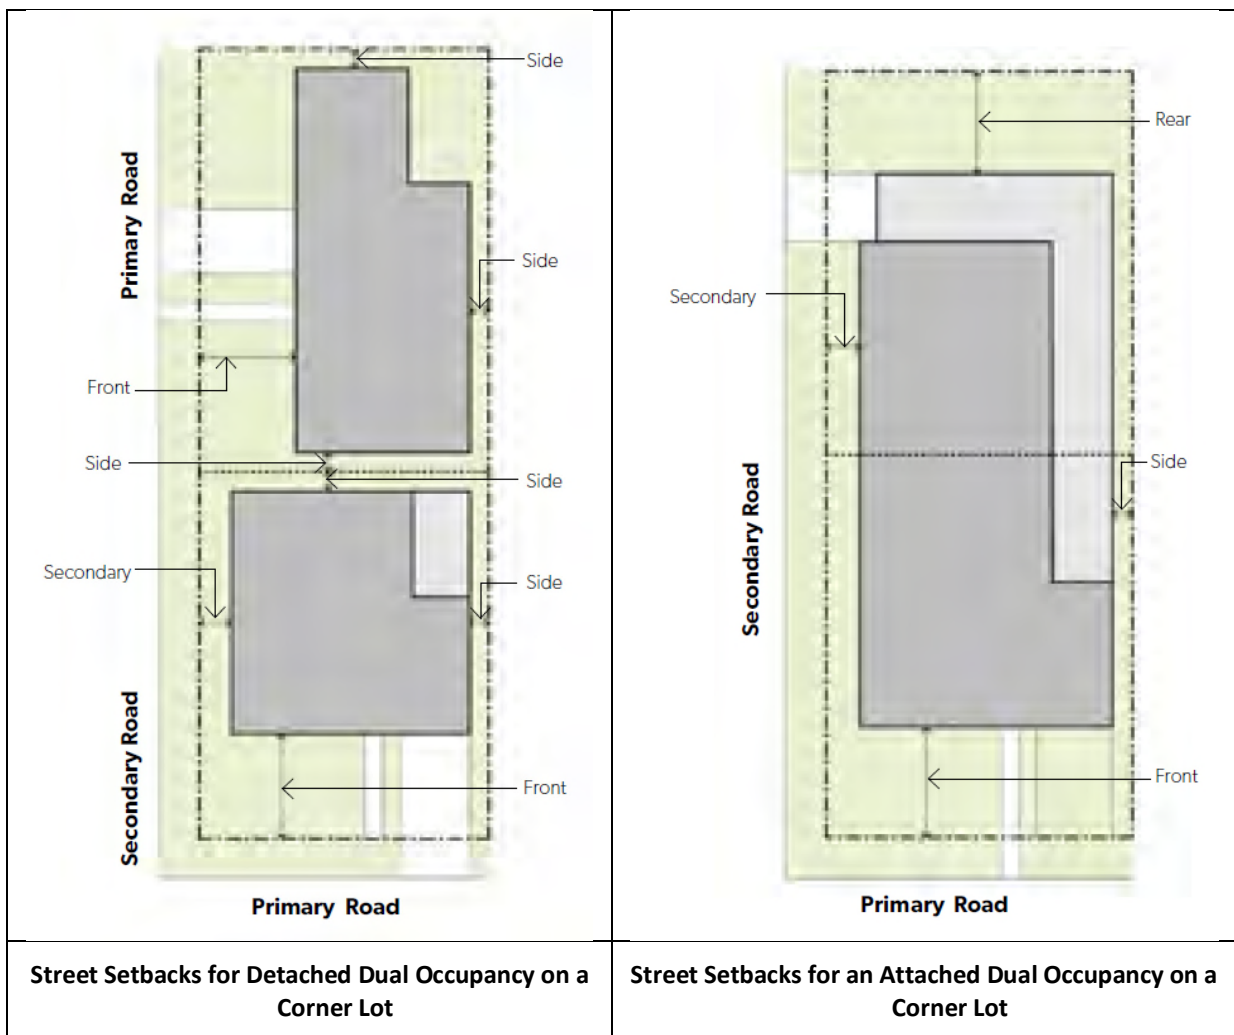 Side
Primary Road
Side
Front
Side
Side
Secondary
Side
Secondary Road
Front
Primary Road
Street Setbacks for Detached Dual Occupancy on a
Corner Lot
Rear
Secondary
Side
Secondary Road
Front
Primary Road
Street Setbacks for an Attached Dual Occupancy on a
Corner Lot